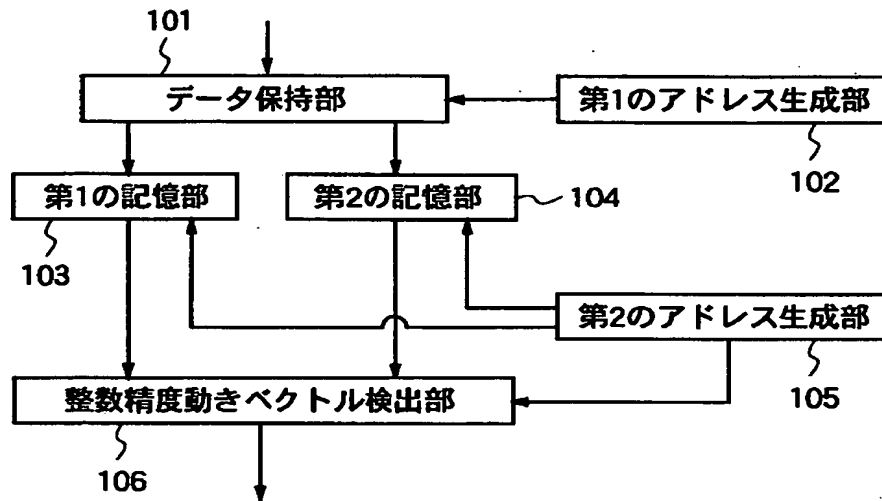 101
データ保持部
第1のアドレス生成部
102
第1の記憶部
第2の記憶部
104
103
第2のアドレス生成部
105
整数精度動きベクトル検出部
106